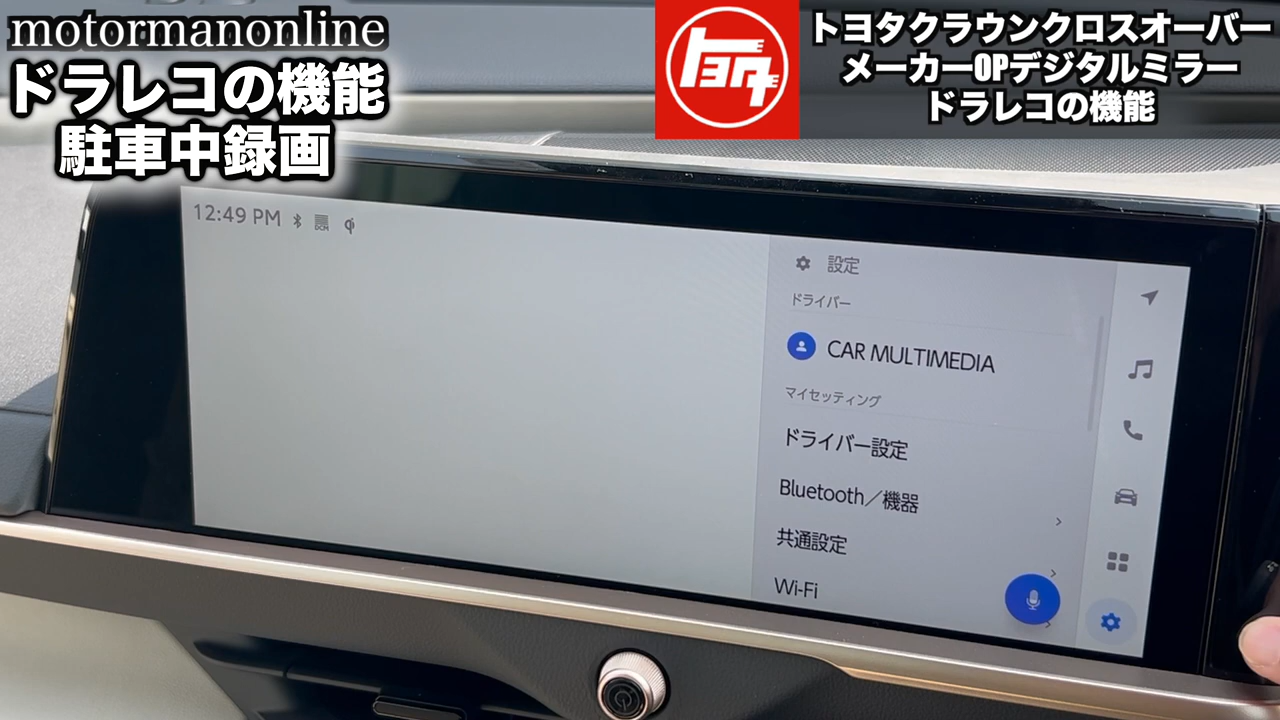 motormanonline
ドラレコの機能
駐車中録画
トヨタ
トヨタクラウンクロスオーバー
メーカーOPデジタルミラー
ドラレコの機能
12:49 PM
設定
ドライバー
CAR MULTIMEDIA
マイセッティング
ドライバー設定
Bluetooth／機器
共通設定
Wi-Fi